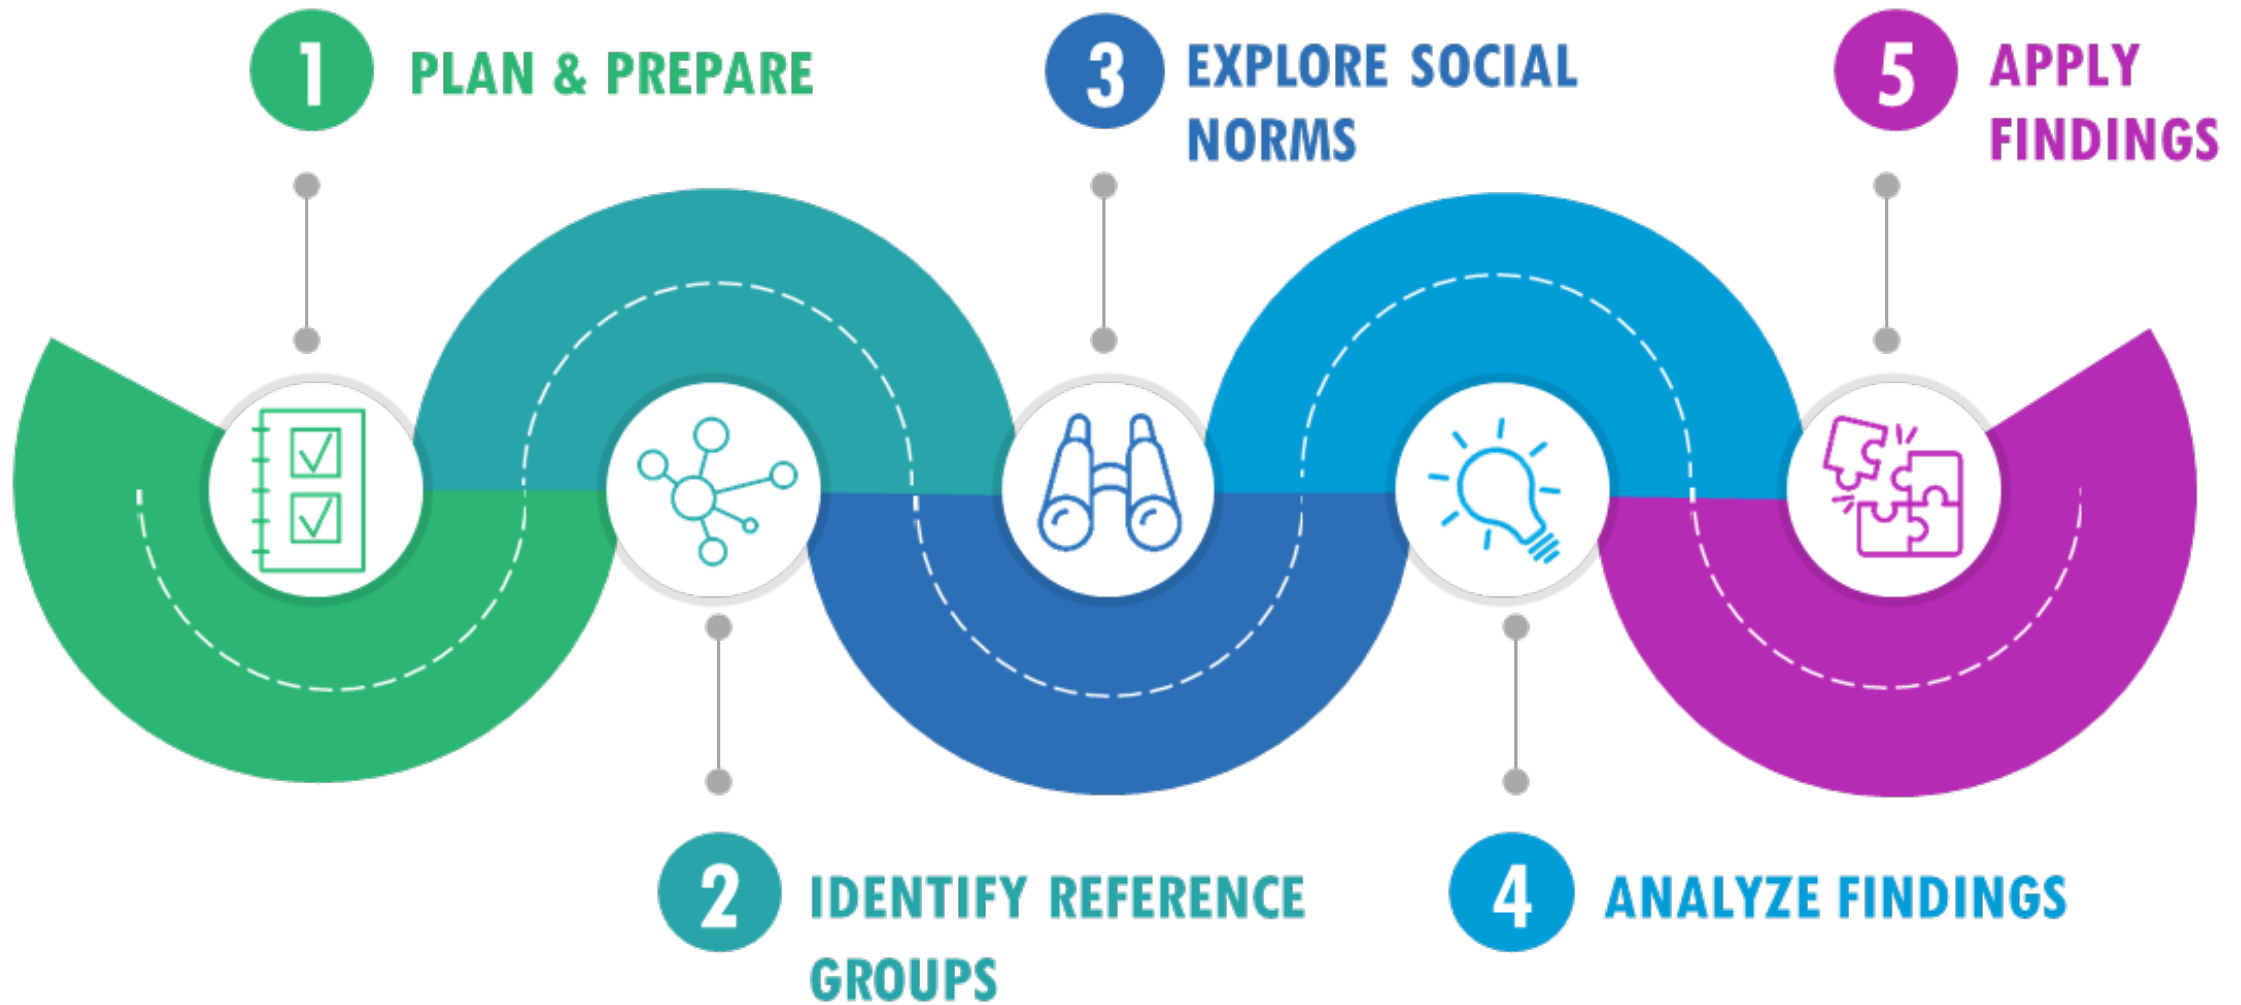 1
PLAN & PREPARE
2
IDENTIFY REFERENCE
GROUPS
3
EXPLORE SOCIAL
NORMS
4
ANALYZE FINDINGS
5
APPLY
FINDINGS